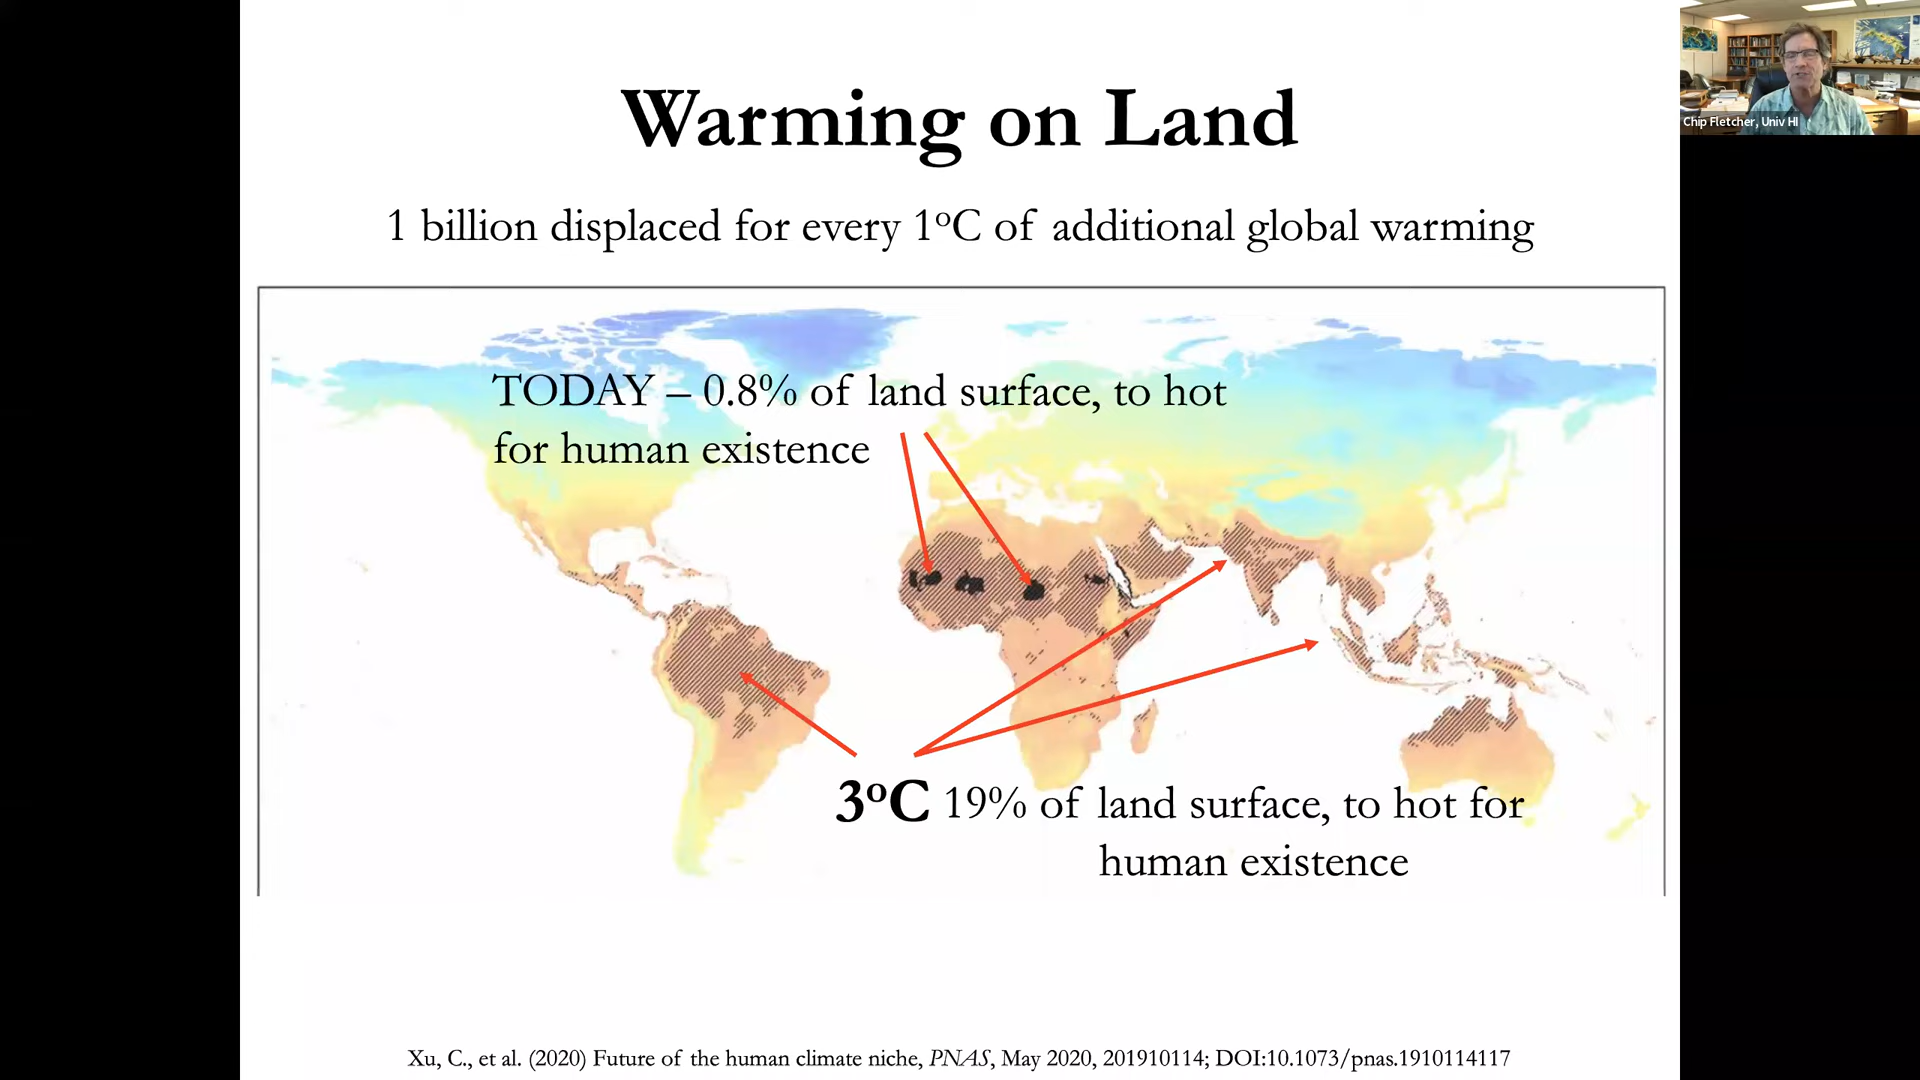 Warming on Land
1 billion displaced for every 1ºC of additional global warming
TODAY – 0.8% of land surface, to hot
for human existence
3ºC 19% of land surface, to hot for
human existence
Xu, C., et al. (2020) Future of the human climate niche, PNAS, May 2020, 201910114; DOI:10.1073/pnas.1910114117
Chip Fletcher, Univ HI